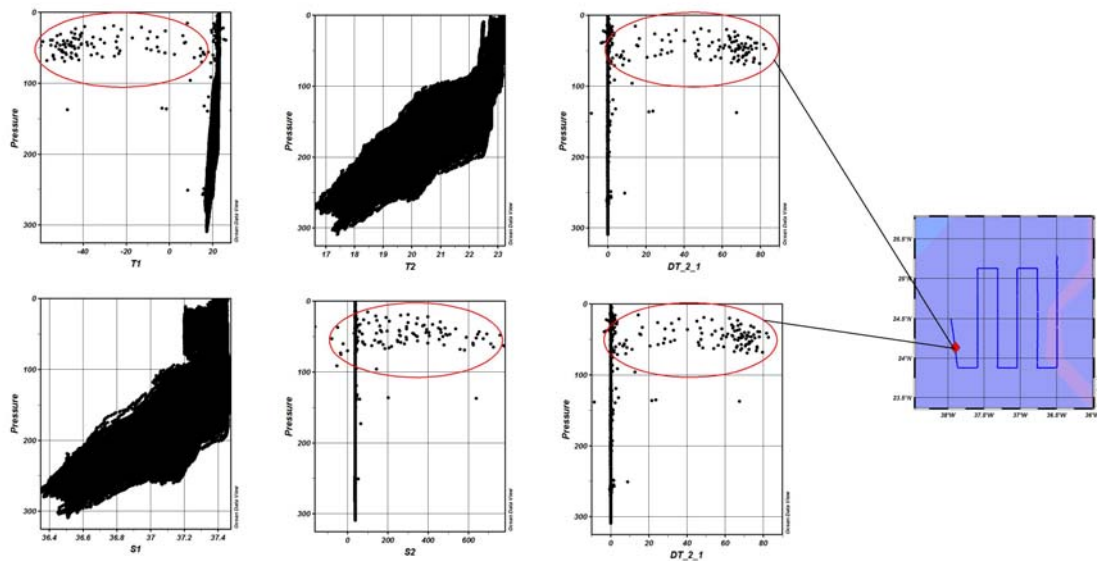 0
100
200
300
Pressure
-40 -20 0 20
T1
Ocean Data View
0
100
200
300
Pressure
17 18 19 20 21 22 23
T2
Ocean Data View
0
100
200
300
Pressure
0 20 40 60 80
DT_2_1
Ocean Data View
25.5°N
25°N
24.5°N
24°N
23.5°N
38°W 37.5°W 37°W 36.5°W
0
100
200
300
Pressure
36.4 36.6 36.8 37 37.2 37.4
S1
Ocean Data View
0
100
200
300
Pressure
0 200 400 600
S2
Ocean Data View
0
100
200
300
Pressure
0 20 40 60 80
DT_2_1
Ocean Data View